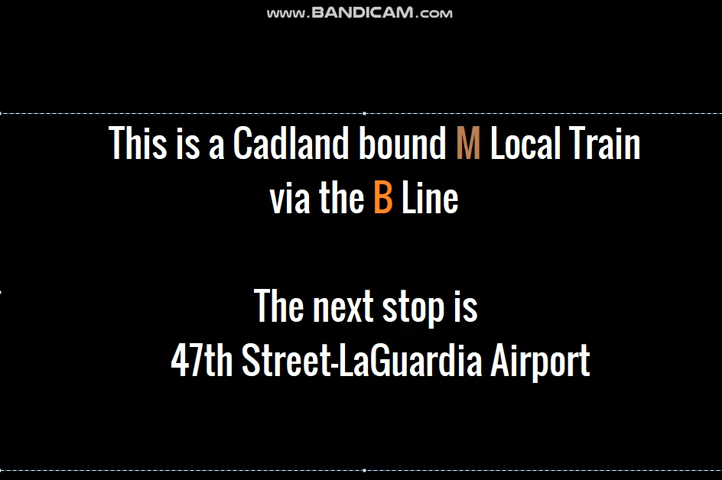 www.BANDICAM.com
This is a Cadland bound M Local Train
via the B Line
The next stop is
47th Street-LaGuardia Airport